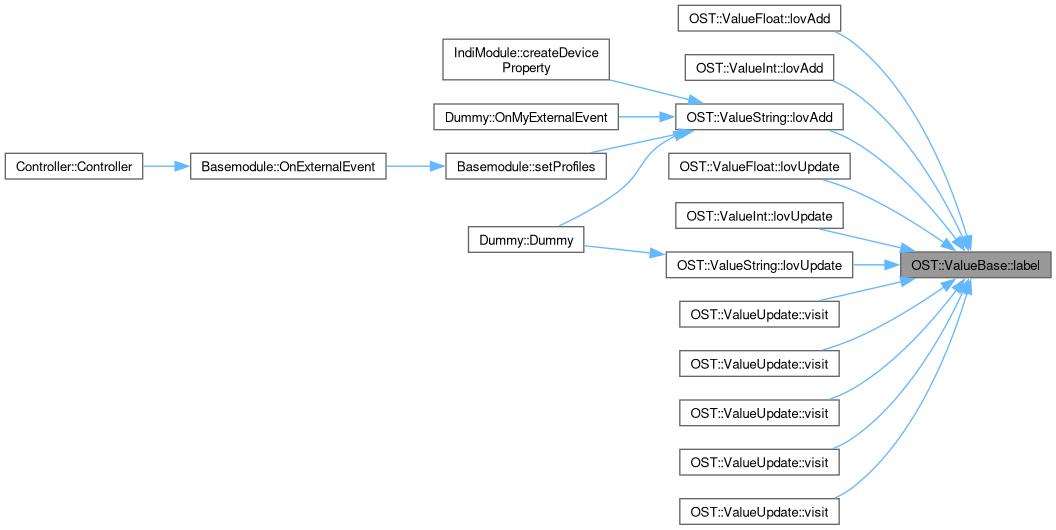 OST::ValueFloat::lovAdd
IndiModule::createDevice
Property
OST::ValueInt::lovAdd
Dummy::OnMyExternalEvent
OST::ValueString::lovAdd
Controller::Controller
Basemodule::OnExternalEvent
Basemodule::setProfiles
OST::ValueFloat::lovUpdate
OST::ValueInt::lovUpdate
Dummy::Dummy
OST::ValueString::lovUpdate
OST::ValueBase::label
OST::ValueUpdate::visit
OST::ValueUpdate::visit
OST::ValueUpdate::visit
OST::ValueUpdate::visit
OST::ValueUpdate::visit